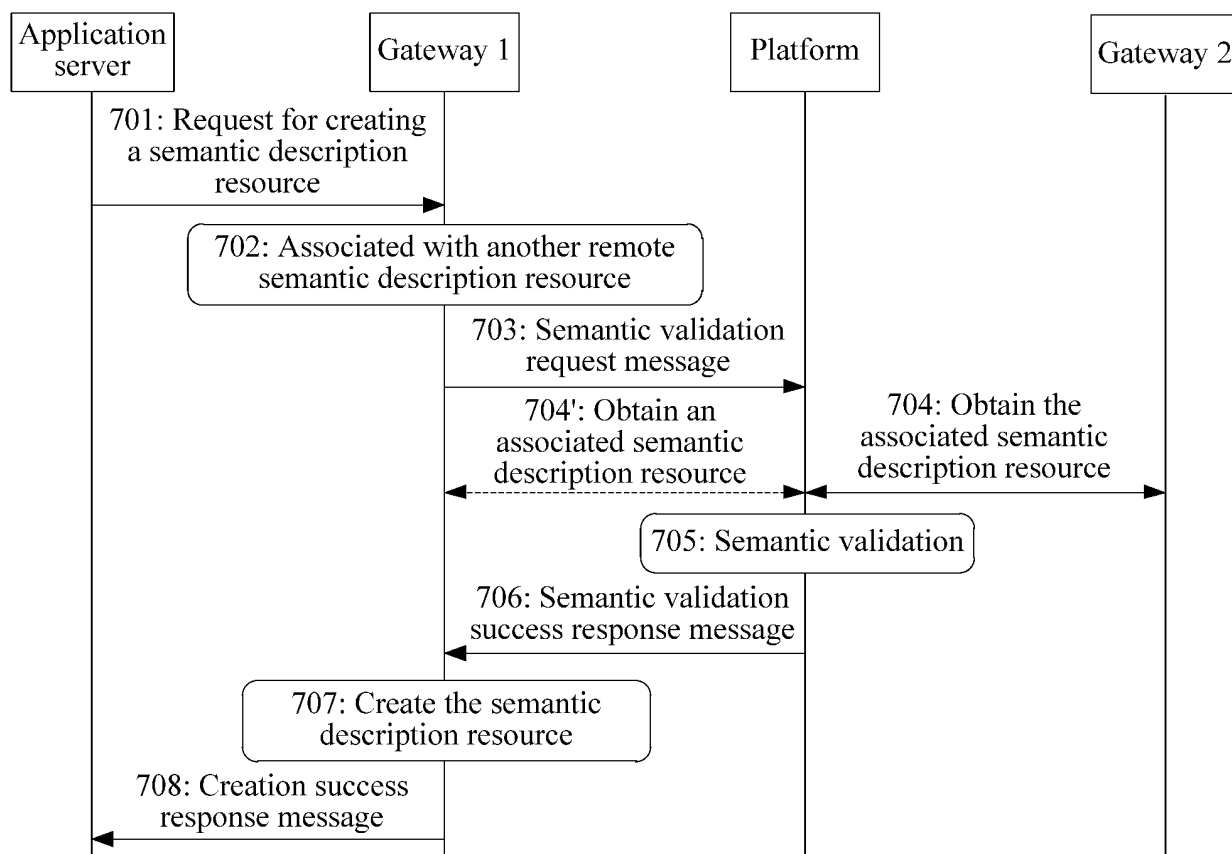 Application
server
Gateway 1
Platform
Gateway 2
701: Request for creating
a semantic description
resource
702: Associated with another remote
semantic description resource
703: Semantic validation
request message
704': Obtain an
associated semantic
description resource
704: Obtain the
associated semantic
description resource
705: Semantic validation
706: Semantic validation
success response message
707: Create the semantic
description resource
708: Creation success
response message